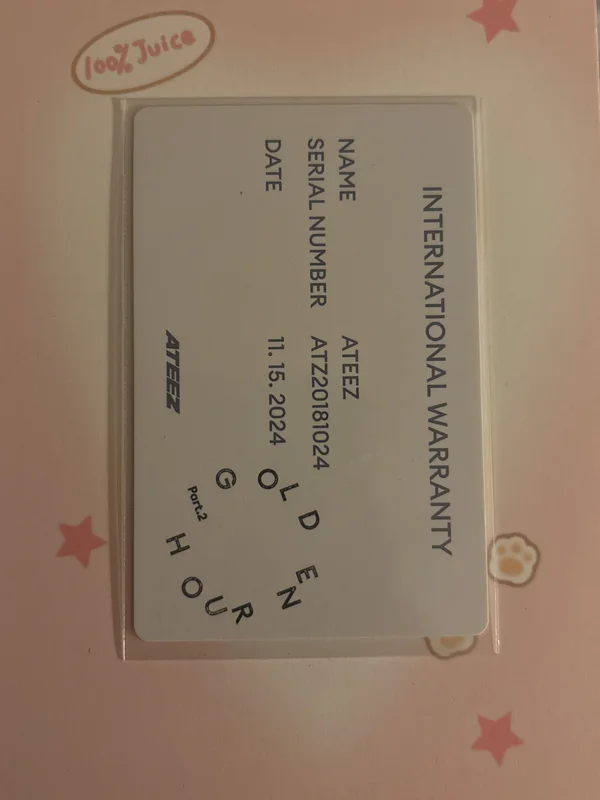 100% Juice
INTERNATIONAL WARRANTY
NAME ATEEZ
SERIAL NUMBER ATZ20181024
DATE 11. 15. 2024
ATEEZ
GOLDEN
HOUR
Part.2